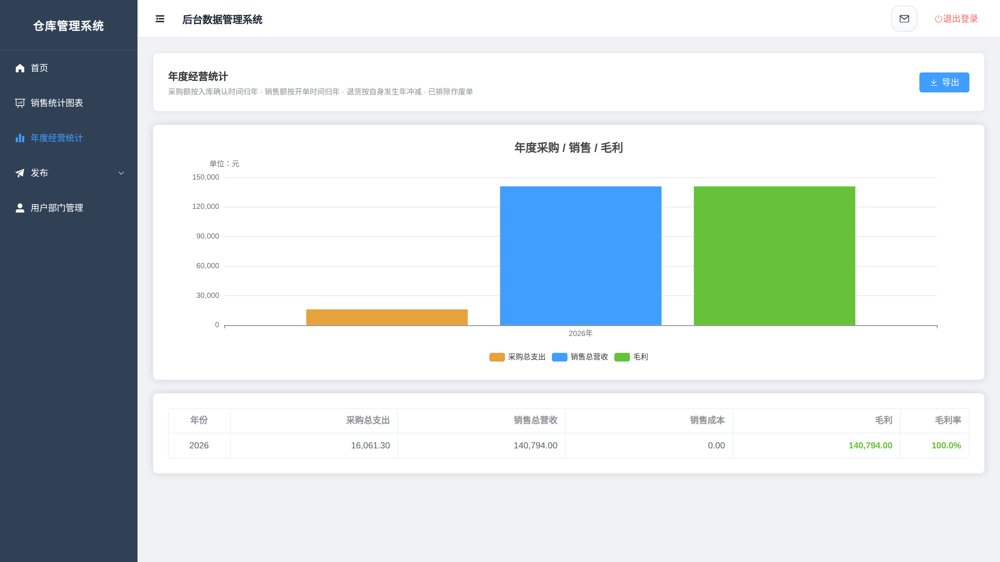 仓库管理系统
首页
销售统计图表
年度经营统计
发布
用户部门管理
后台数据管理系统
退出登录
年度经营统计
采购额按入库确认时间归年 · 销售额按开单时间归年 · 退货按自身发生年冲减 · 已排除作废单
导出
年度采购 / 销售 / 毛利
单位：元
150,000
120,000
90,000
60,000
30,000
0
2026年
采购总支出 销售总营收 毛利
年份 采购总支出 销售总营收 销售成本 毛利 毛利率
2026 16,061.30 140,794.00 0.00 140,794.00 100.0%